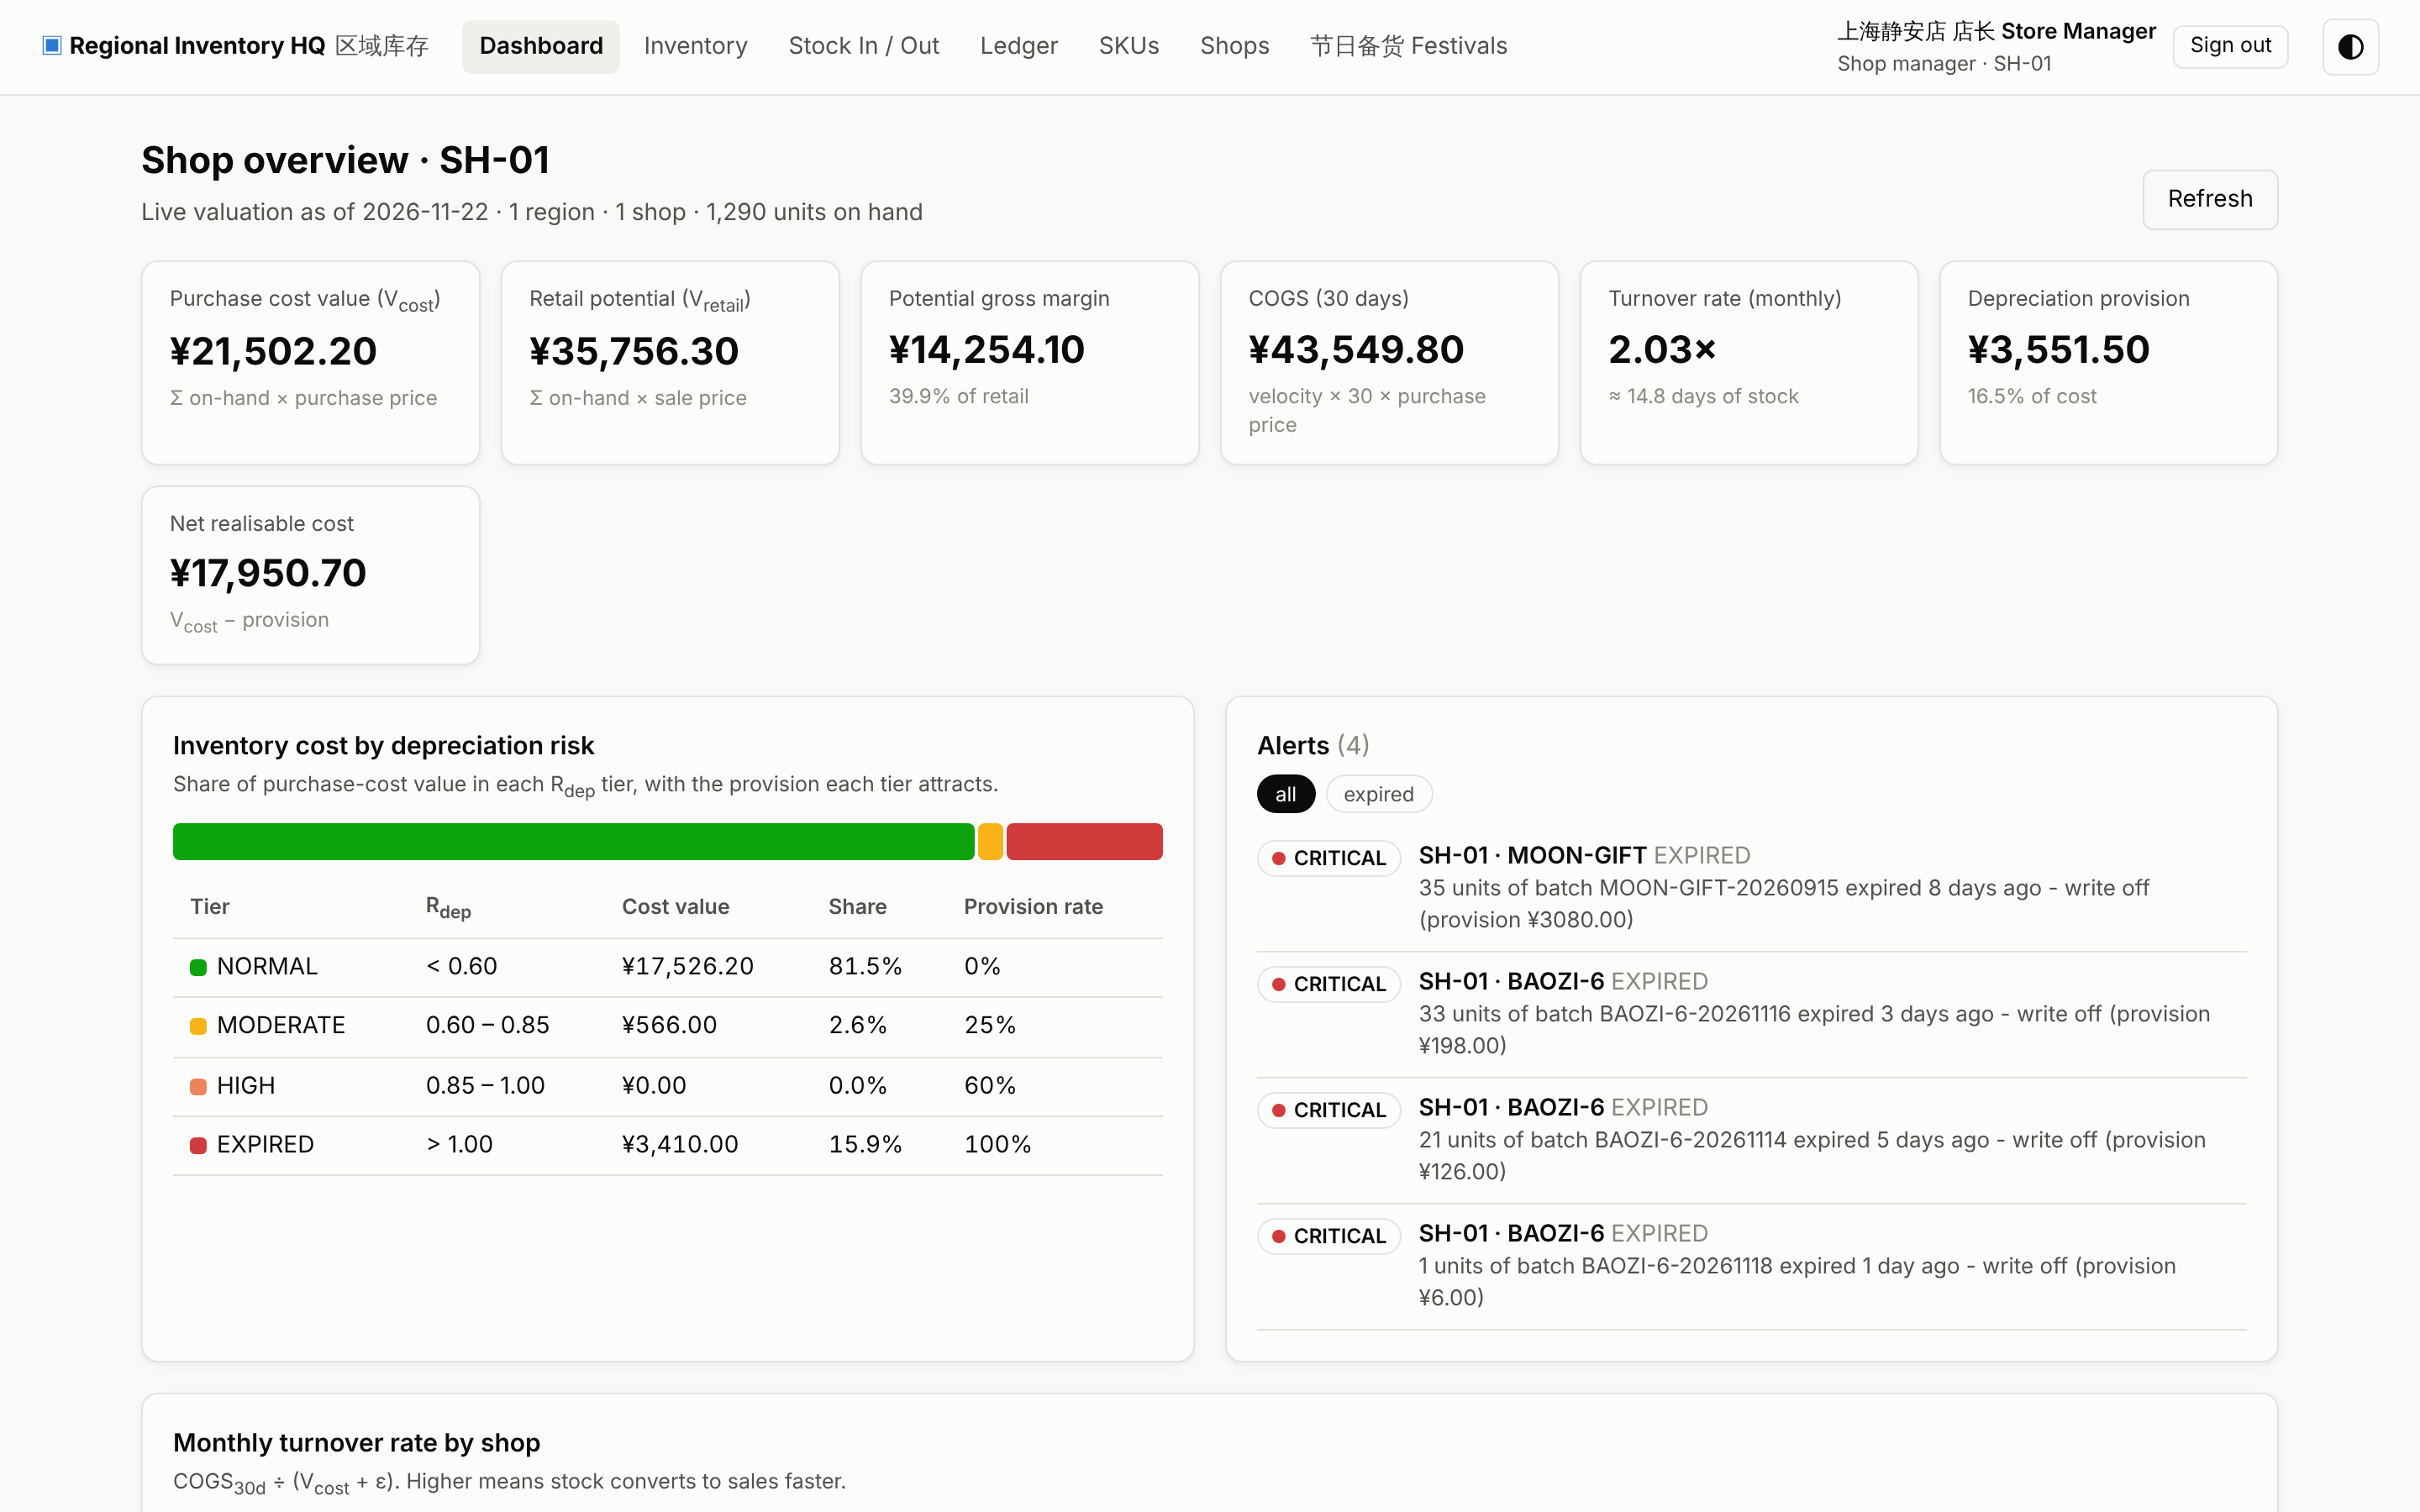 Regional Inventory HQ 区域库存 Dashboard Inventory Stock In / Out Ledger SKUs Shops 节日备货 Festivals
上海静安店 店长 Store Manager
Shop manager · SH-01
Sign out
Shop overview · SH-01
Live valuation as of 2026-11-22 · 1 region · 1 shop · 1,290 units on hand
Refresh
Purchase cost value (Vcost)
¥21,502.20
Σ on-hand × purchase price
Retail potential (Vretail)
¥35,756.30
Σ on-hand × sale price
Potential gross margin
¥14,254.10
39.9% of retail
COGS (30 days)
¥43,549.80
velocity × 30 × purchase
price
Turnover rate (monthly)
2.03×
≈ 14.8 days of stock
Depreciation provision
¥3,551.50
16.5% of cost
Net realisable cost
¥17,950.70
Vcost − provision
Inventory cost by depreciation risk
Share of purchase-cost value in each Rdep tier, with the provision each tier attracts.
Tier Rdep Cost value Share Provision rate
NORMAL < 0.60 ¥17,526.20 81.5% 0%
MODERATE 0.60 – 0.85 ¥566.00 2.6% 25%
HIGH 0.85 – 1.00 ¥0.00 0.0% 60%
EXPIRED > 1.00 ¥3,410.00 15.9% 100%
Alerts (4)
all expired
CRITICAL SH-01 · MOON-GIFT EXPIRED
35 units of batch MOON-GIFT-20260915 expired 8 days ago - write off
(provision ¥3080.00)
CRITICAL SH-01 · BAOZI-6 EXPIRED
33 units of batch BAOZI-6-20261116 expired 3 days ago - write off (provision
¥198.00)
CRITICAL SH-01 · BAOZI-6 EXPIRED
21 units of batch BAOZI-6-20261114 expired 5 days ago - write off (provision
¥126.00)
CRITICAL SH-01 · BAOZI-6 EXPIRED
1 units of batch BAOZI-6-20261118 expired 1 day ago - write off (provision
¥6.00)
Monthly turnover rate by shop
COGS30d ÷ (Vcost + ε). Higher means stock converts to sales faster.